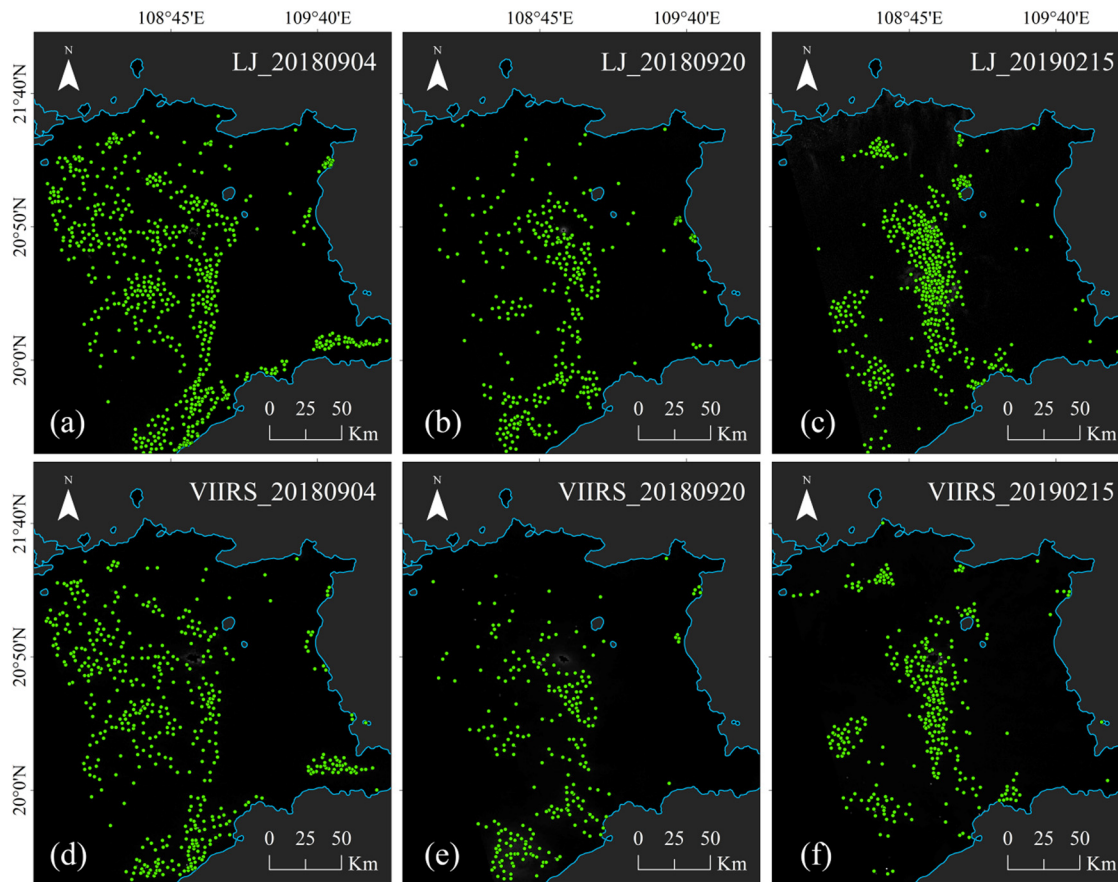 108°45'E 109°40'E 108°45'E 109°40'E 108°45'E 109°40'E
N LJ_20180904 N LJ_20180920 N LJ_20190215
21°40'N
20°50'N
20°0'N
(a) 0 25 50 (b) 0 25 50 (c) 0 25 50
Km Km Km
N VIIRS_20180904 N VIIRS_20180920 N VIIRS_20190215
21°40'N
20°50'N
20°0'N
(d) 0 25 50 (e) 0 25 50 (f) 0 25 50
Km Km Km